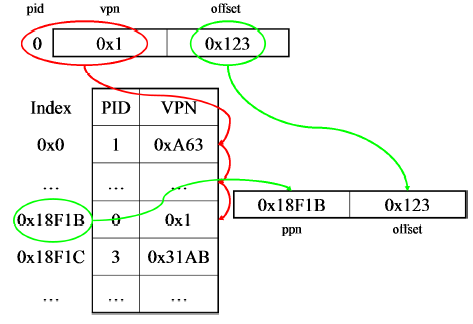 pid vpn offset
0 0x1 0x123
Index PID VPN
0x0 1 0xA63
... ... ...
0x18F1B 0 0x1 0x18F1B 0x123
ppn offset
0x18F1C 3 0x31AB
... ... ...